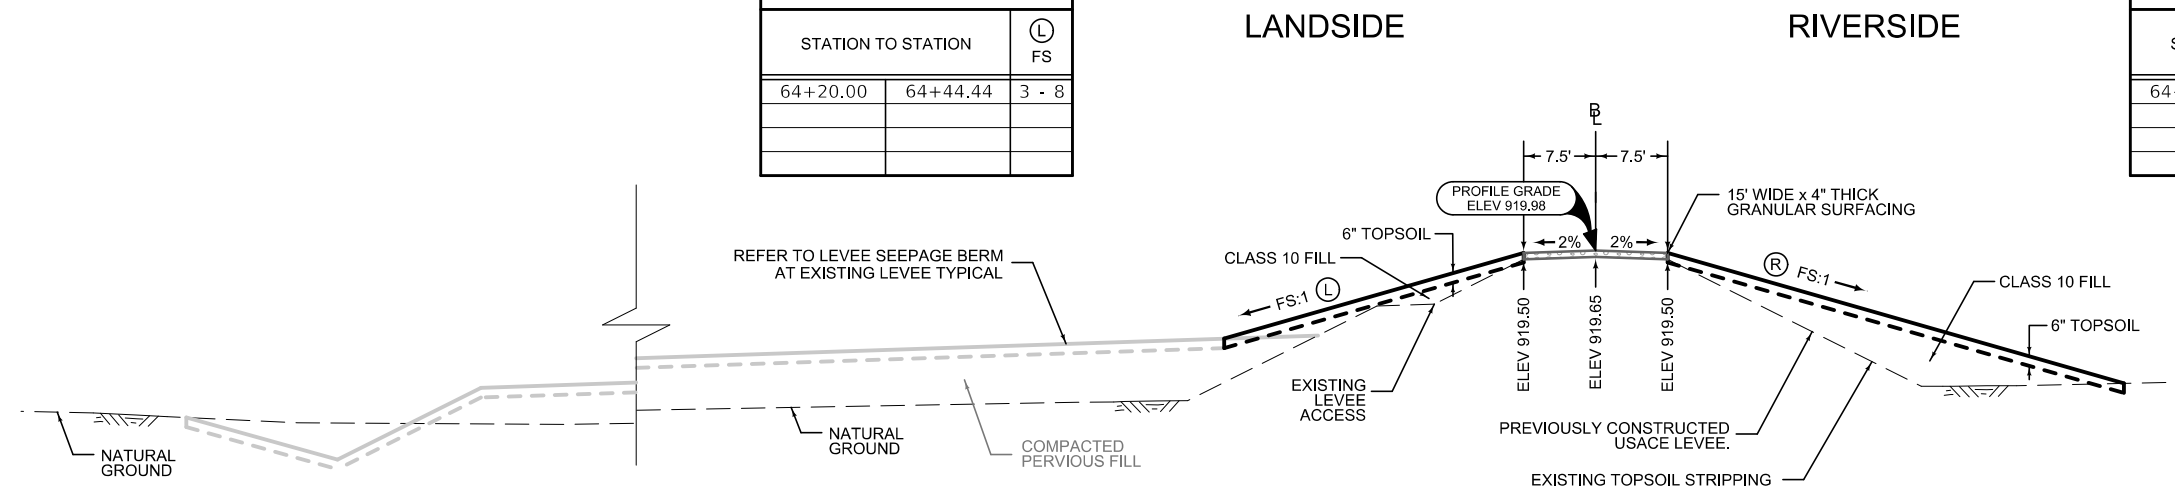 LANDSIDE
RIVERSIDE
STATION TO STATION
L
FS
64+20.00 64+44.44 3 - 8
64
B
L
7.5' 7.5'
PROFILE GRADE
ELEV 919.98
15' WIDE x 4" THICK
GRANULAR SURFACING
6" TOPSOIL
2% 2%
REFER TO LEVEE SEEPAGE BERM
AT EXISTING LEVEE TYPICAL
CLASS 10 FILL
FS:1 L
R FS:1
CLASS 10 FILL
6" TOPSOIL
ELEV 919.50
ELEV 919.65
ELEV 919.50
EXISTING
LEVEE
ACCESS
NATURAL
GROUND
NATURAL
GROUND
COMPACTED
PERVIOUS FILL
PREVIOUSLY CONSTRUCTED
USACE LEVEE.
EXISTING TOPSOIL STRIPPING